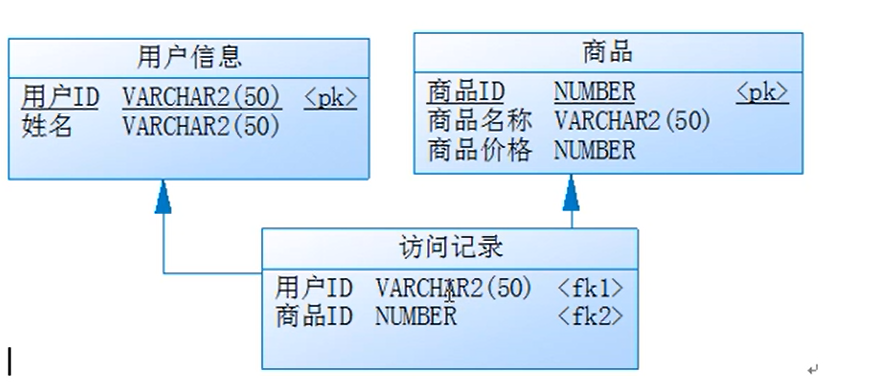 用户信息
用户ID VARCHAR2(50) <pk>
姓名 VARCHAR2(50)
商品
商品ID NUMBER <pk>
商品名称 VARCHAR2(50)
商品价格 NUMBER
访问记录
用户ID VARCHAR2(50) <fk1>
商品ID NUMBER <fk2>